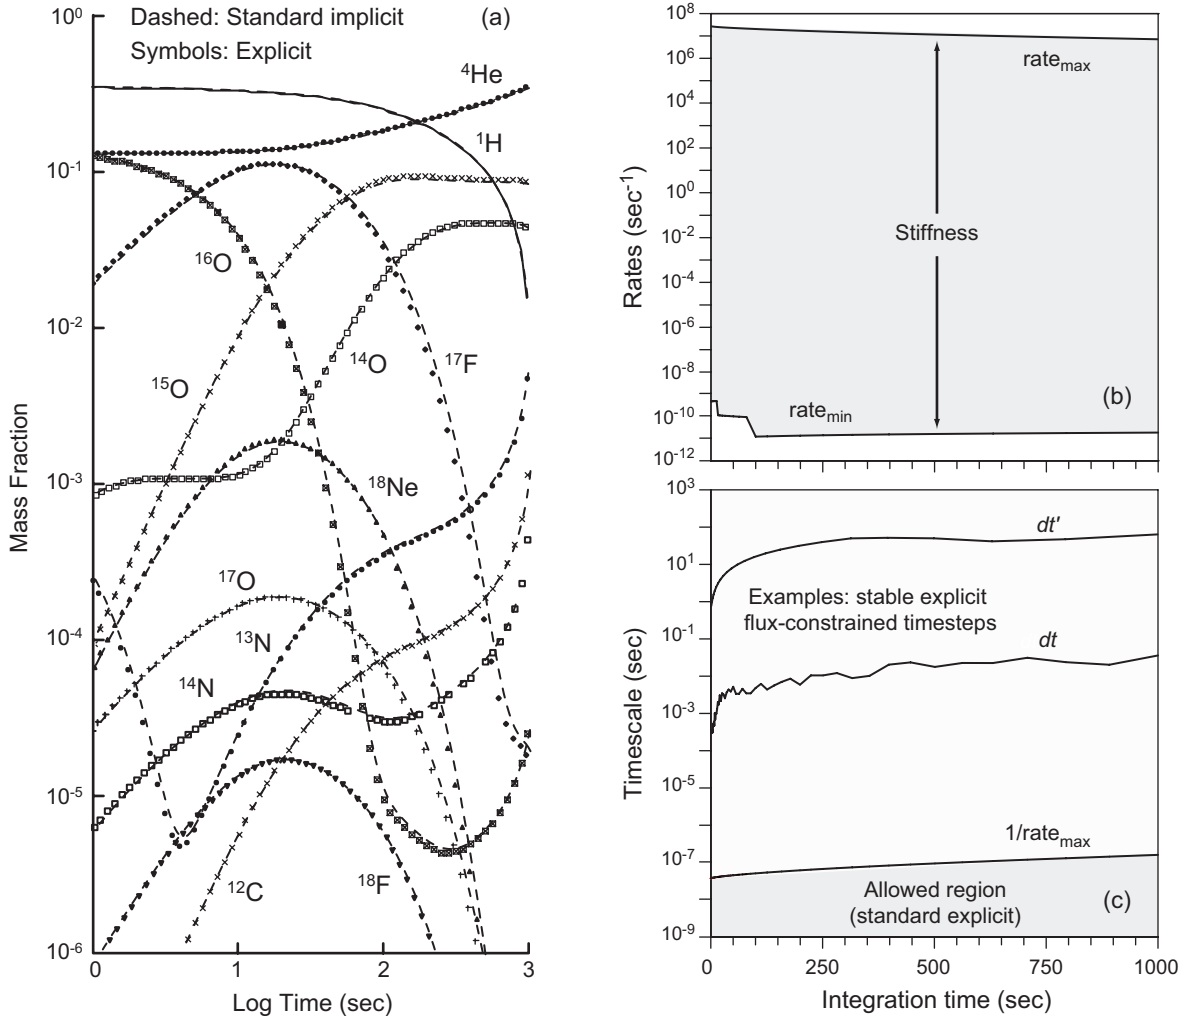 Dashed: Standard implicit
Symbols: Explicit
(a)
10⁰
10⁻¹
10⁻²
10⁻³
10⁻⁴
10⁻⁵
10⁻⁶
Mass Fraction
⁴He
¹H
¹⁶O
¹⁵O
¹⁴O
¹⁷F
¹⁸Ne
¹⁷O
¹³N
¹⁴N
¹²C
¹⁸F
0
1
2
3
Log Time (sec)
10⁸
10⁶
10⁴
10²
10⁰
10⁻²
10⁻⁴
10⁻⁶
10⁻⁸
10⁻¹⁰
10⁻¹²
Rates (sec⁻¹)
rateₘₐₓ
Stiffness
rateₘᵢₙ
(b)
10³
10¹
10⁻¹
10⁻³
10⁻⁵
10⁻⁷
10⁻⁹
Timescale (sec)
dt'
Examples: stable explicit
flux-constrained timesteps
dt
1/rateₘₐₓ
Allowed region
(standard explicit)
(c)
0
250
500
750
1000
Integration time (sec)